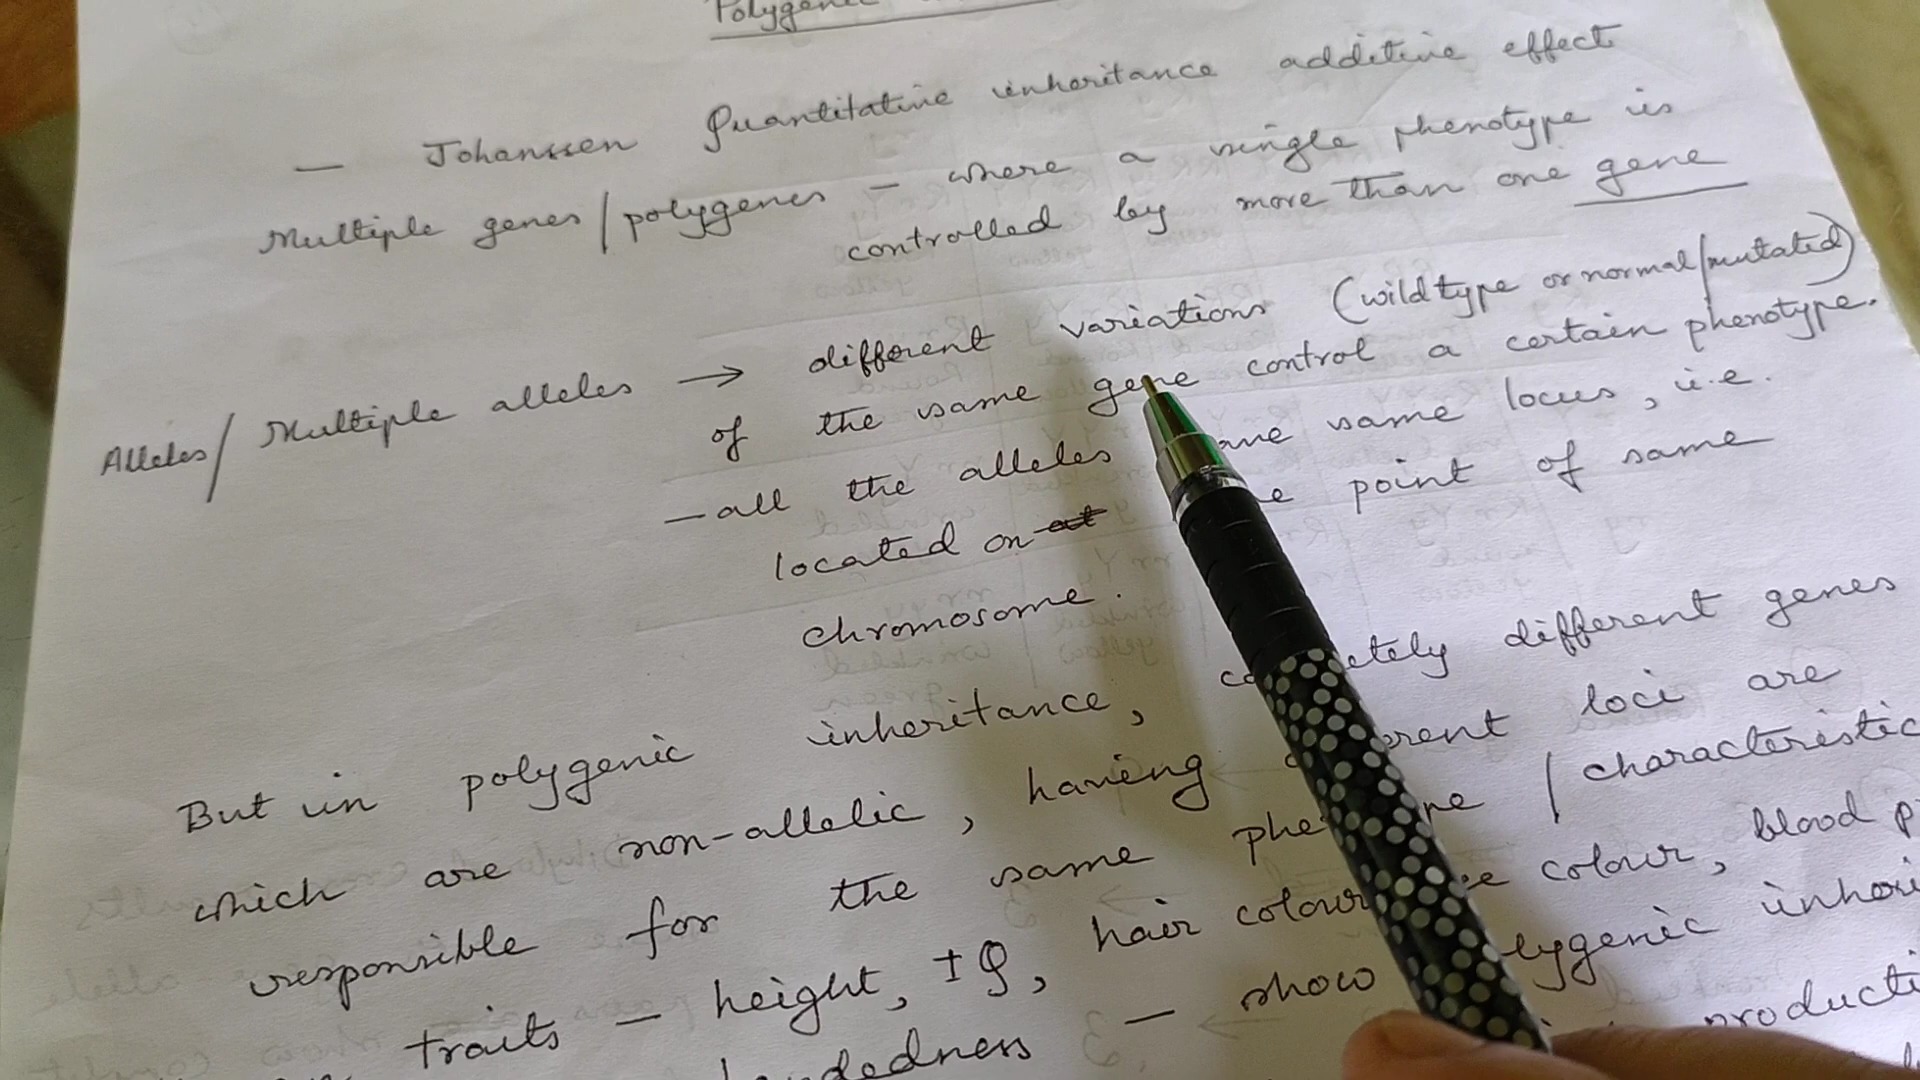 Polygenic
— Johanssen Quantitative inheritance additive effect
Multiple genes/polygenes – where a single phenotype is
controlled by more than one gene
Alleles/ Multiple alleles → different variations (wild type or normal/mutated)
of the same gene control a certain phenotype.
— all the alleles same locus, i.e.
located on at point of same
chromosome.
But in polygenic inheritance, different genes
which are non-allelic, having loci are
responsible for the same / characteristic
traits — height, IQ, hair colour colour, blood
— show